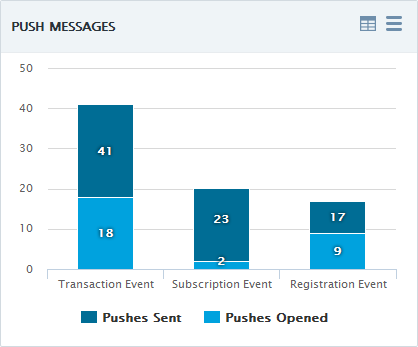 PUSH MESSAGES
50
40
30
20
10
0
41
18
23
2
17
9
Transaction Event
Subscription Event
Registration Event
Pushes Sent
Pushes Opened